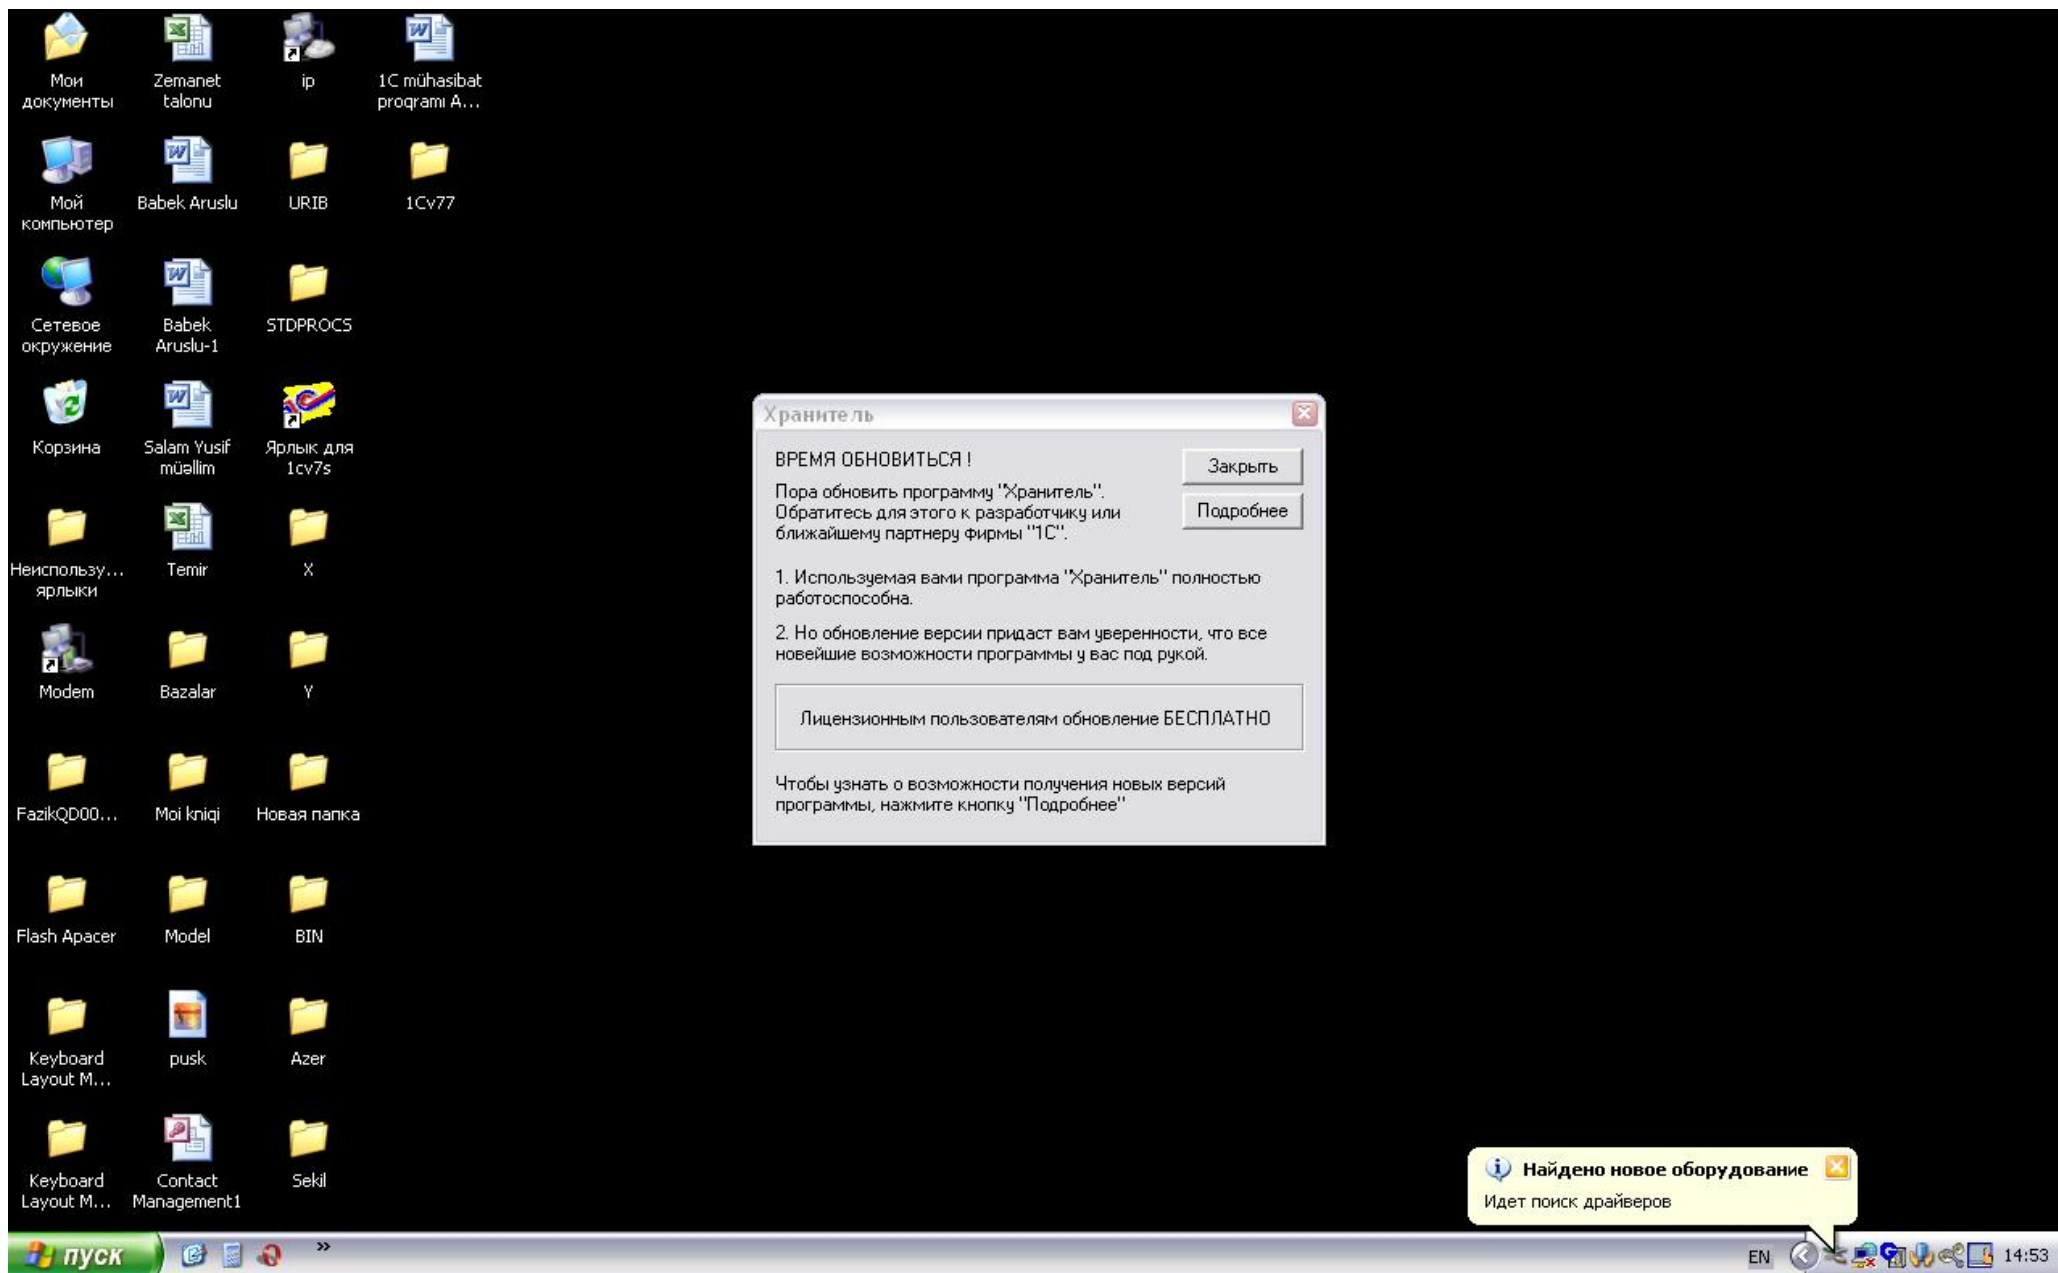 Мои
документы
Zemanet
talonu
ip
1C mühasibat
proqramı A...
Мой
компьютер
Babek Aruslu
URIB
1Cv77
Сетевое
окружение
Babek
Aruslu-1
STDPROCS
Корзина
Salam Yusif
müəllim
Ярлык для
1cv7s
Неиспользу...
ярлыки
Temir
X
Modem
Bazalar
Y
FazikQD00...
Moi kniqi
Новая папка
Flash Apacer
Model
BIN
Keyboard
Layout M...
pusk
Azer
Keyboard
Layout M...
Contact
Management1
Sekil
Хранитель
ВРЕМЯ ОБНОВИТЬСЯ !
Пора обновить программу "Хранитель".
Обратитесь для этого к разработчику или
ближайшему партнеру фирмы "1С".
Закрыть
Подробнее
1. Используемая вами программа "Хранитель" полностью
работоспособна.
2. Но обновление версии придаст вам уверенности, что все
новейшие возможности программы у вас под рукой.
Лицензионным пользователям обновление БЕСПЛАТНО
Чтобы узнать о возможности получения новых версий
программы, нажмите кнопку "Подробнее"
Найдено новое оборудование
Идет поиск драйверов
пуск
EN
14:53